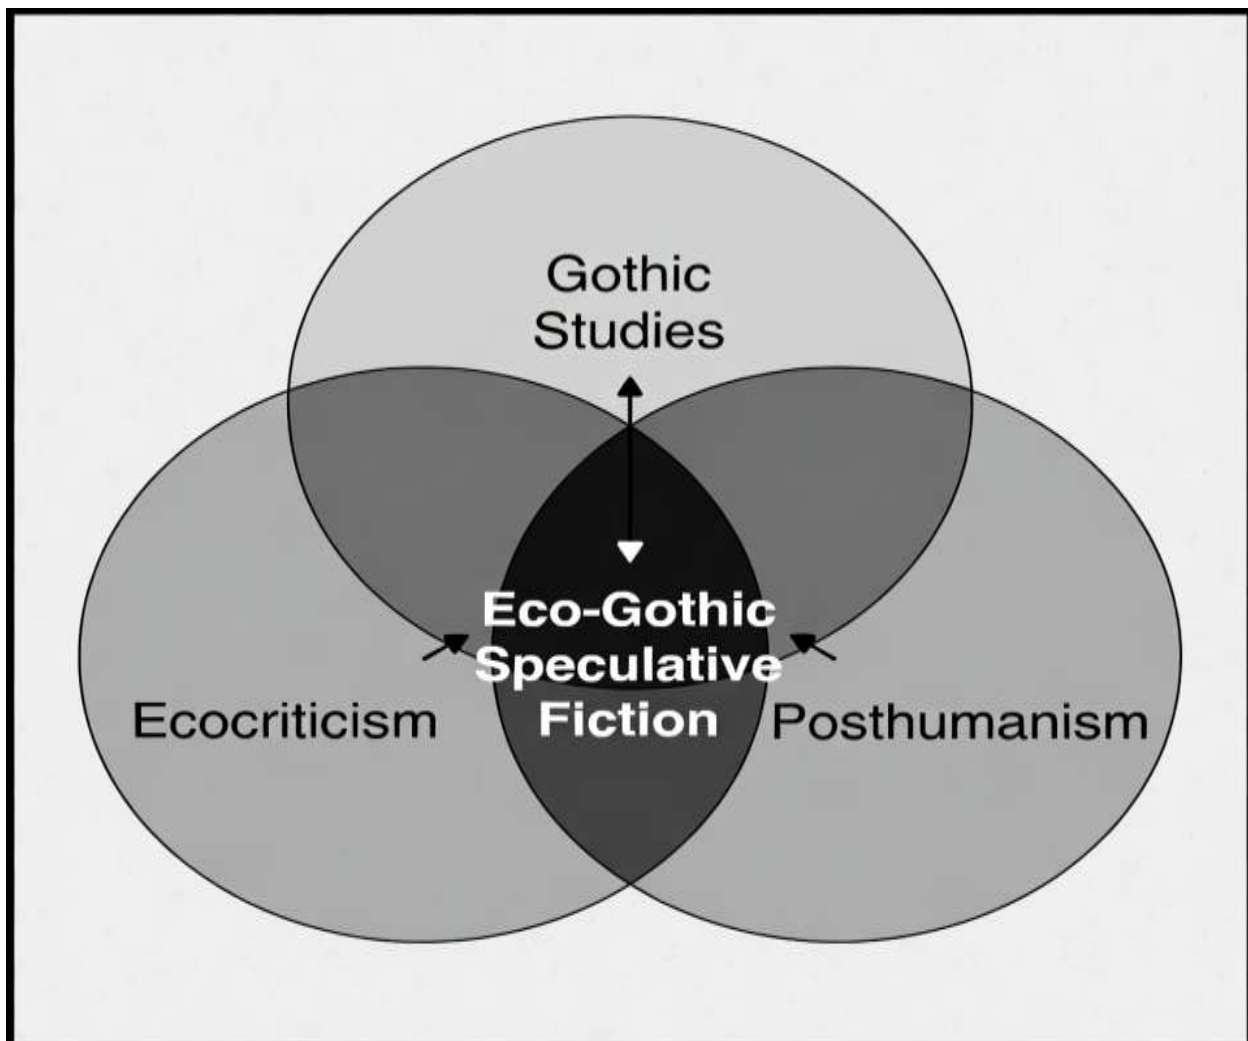 Gothic
Studies
Eco-Gothic
Speculative
Fiction
Ecocriticism
Posthumanism